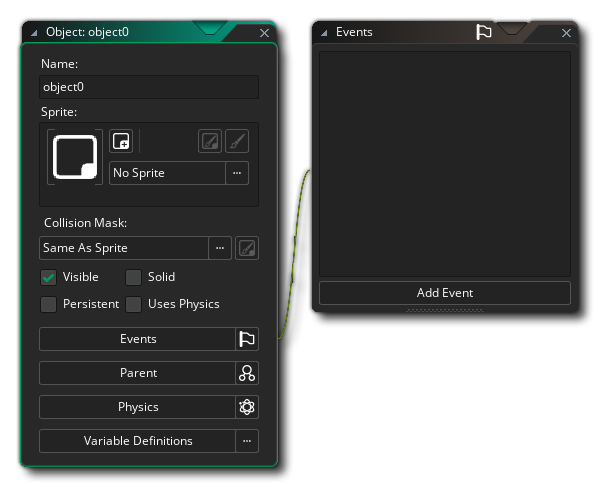 Object: object0
Name:
object0
Sprite:
No Sprite
...
Collision Mask:
Same As Sprite
...
Visible
Solid
Persistent
Uses Physics
Events
Parent
Physics
Variable Definitions
...
Events
Add Event